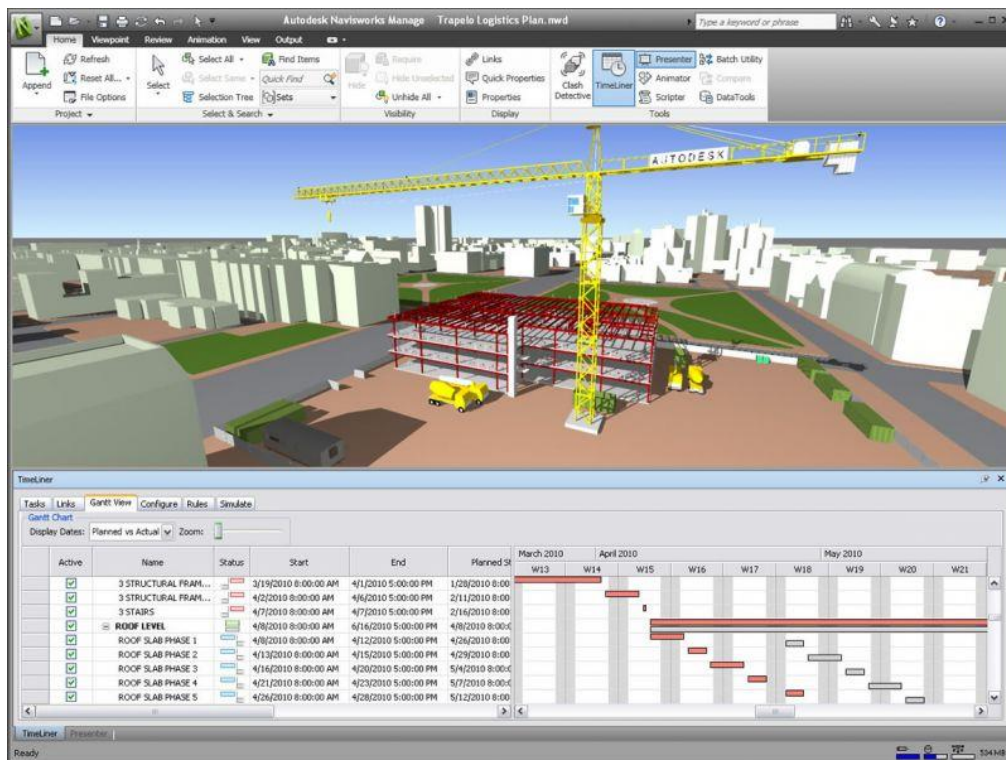 Autodesk Navisworks Manage Trapelo Logistics Plan.nwd
Type a keyword or phrase
Home Viewpoint Review Animation View Output
Append
Refresh
Reset All...
File Options
Project
Select
Select All
Select Same
Selection Tree
Find Items
Quick Find
Sets
Select & Search
Hide
Require
Hide Unselected
Unhide All
Visibility
Links
Quick Properties
Properties
Display
Clash Detective
TimeLiner
Presenter
Animator
Scripter
Batch Utility
Compare
DataTools
Tools
AUTODESK
TimeLiner
Tasks Links Gantt View Configure Rules Simulate
Gantt Chart
Display Dates: Planned vs Actual Zoom:
Active Name Status Start End Planned St
March 2010 April 2010 May 2010
W13 W14 W15 W16 W17 W18 W19 W20 W21
3 STRUCTURAL FRAM... 3/19/2010 8:00:00 AM 4/1/2010 5:00:00 PM 1/28/2010 8:00
3 STRUCTURAL FRAM... 4/2/2010 8:00:00 AM 4/6/2010 5:00:00 PM 2/11/2010 8:00
3 STAIRS 4/7/2010 8:00:00 AM 4/7/2010 5:00:00 PM 2/16/2010 8:00
ROOF LEVEL 4/8/2010 8:00:00 AM 6/16/2010 5:00:00 PM 4/8/2010 8:00:0
ROOF SLAB PHASE 1 4/8/2010 8:00:00 AM 4/12/2010 5:00:00 PM 4/26/2010 8:00
ROOF SLAB PHASE 2 4/13/2010 8:00:00 AM 4/15/2010 5:00:00 PM 4/29/2010 8:00
ROOF SLAB PHASE 3 4/16/2010 8:00:00 AM 4/20/2010 5:00:00 PM 5/4/2010 8:00:0
ROOF SLAB PHASE 4 4/21/2010 8:00:00 AM 4/23/2010 5:00:00 PM 5/7/2010 8:00:0
ROOF SLAB PHASE 5 4/26/2010 8:00:00 AM 4/28/2010 5:00:00 PM 5/12/2010 8:00
TimeLiner Presenter
Ready